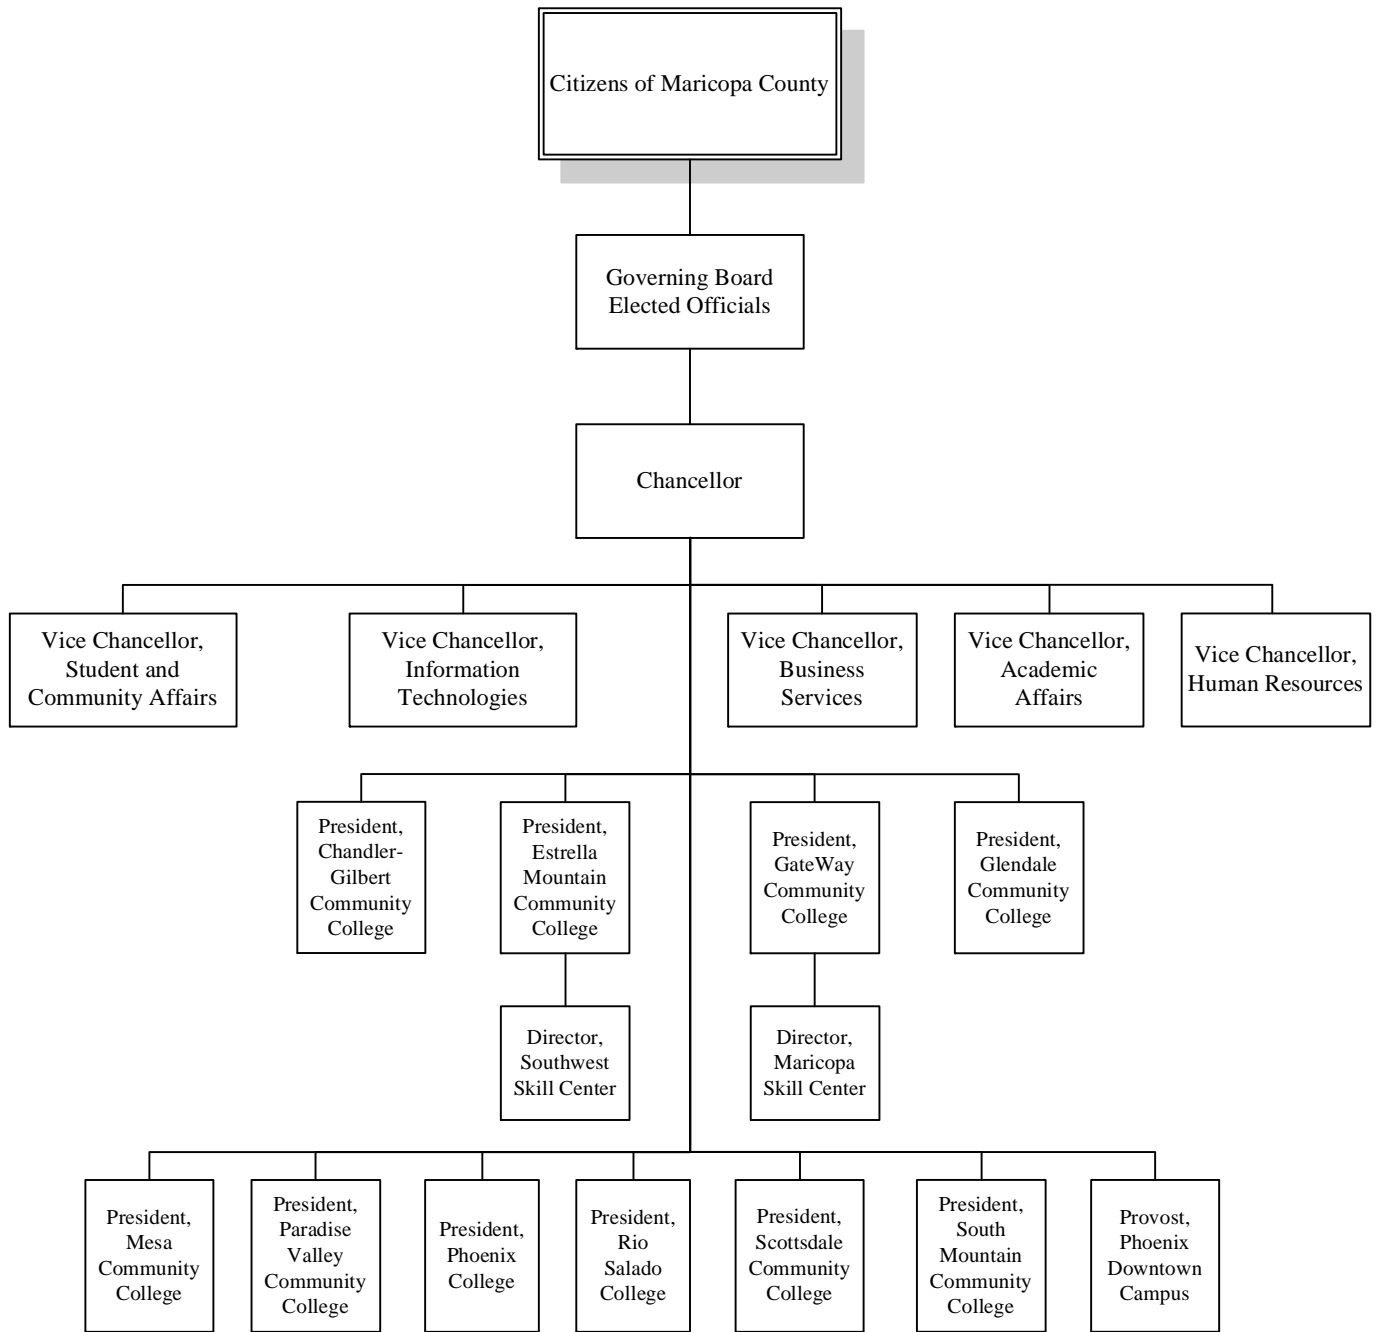 Citizens of Maricopa County
Governing Board
Elected Officials
Chancellor
Vice Chancellor,
Student and
Community Affairs
Vice Chancellor,
Information
Technologies
Vice Chancellor,
Business
Services
Vice Chancellor,
Academic
Affairs
Vice Chancellor,
Human Resources
President,
Chandler-
Gilbert
Community
College
President,
Estrella
Mountain
Community
College
President,
GateWay
Community
College
President,
Glendale
Community
College
Director,
Southwest
Skill Center
Director,
Maricopa
Skill Center
President,
Mesa
Community
College
President,
Paradise
Valley
Community
College
President,
Phoenix
College
President,
Rio
Salado
College
President,
Scottsdale
Community
College
President,
South
Mountain
Community
College
Provost,
Phoenix
Downtown
Campus